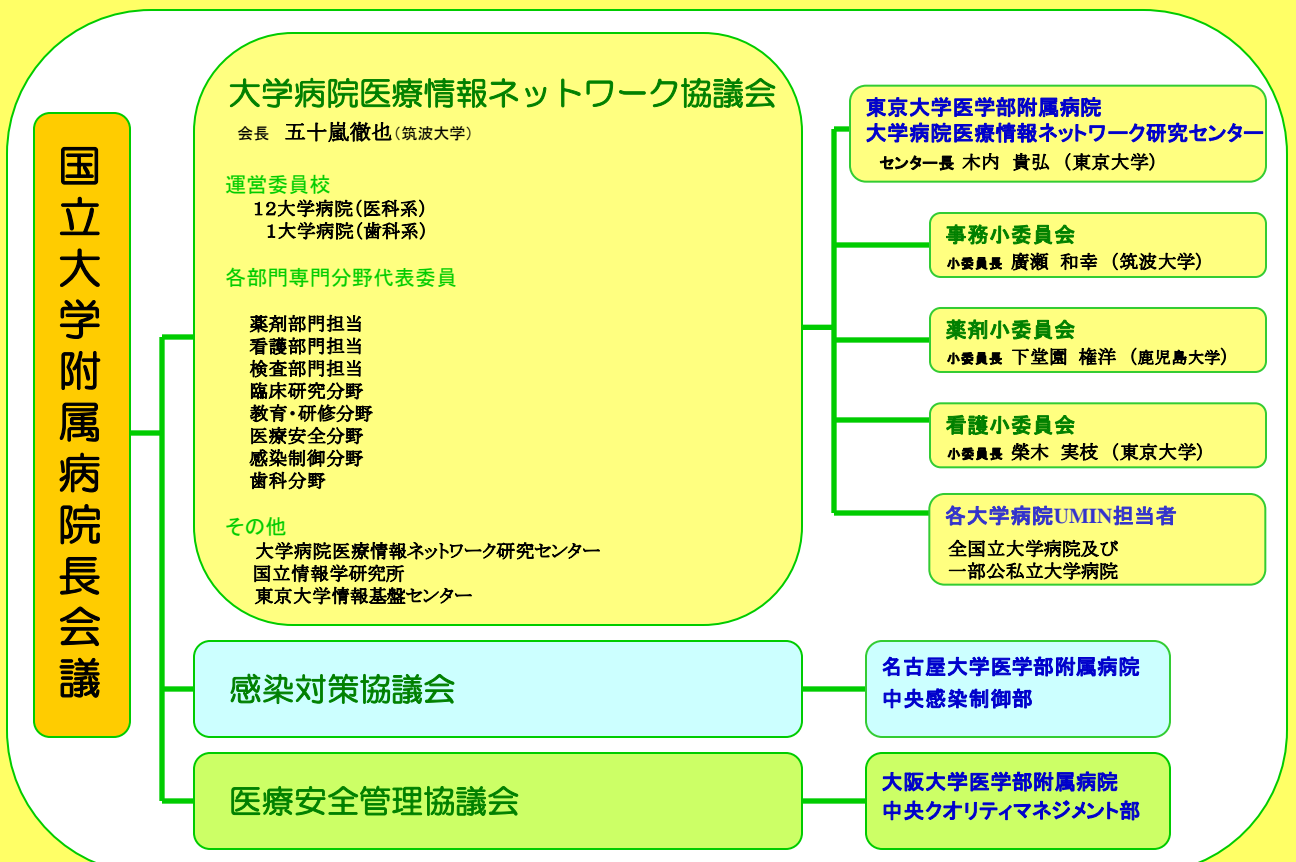 国立大学附属病院長会議
大学病院医療情報ネットワーク協議会
会長 五十嵐徹也(筑波大学)
運営委員校
12大学病院(医科系)
1大学病院(歯科系)
各部門専門分野代表委員
薬剤部門担当
看護部門担当
検査部門担当
臨床研究分野
教育・研修分野
医療安全分野
感染制御分野
歯科分野
その他
大学病院医療情報ネットワーク研究センター
国立情報学研究所
東京大学情報基盤センター
感染対策協議会
医療安全管理協議会
東京大学医学部附属病院
大学病院医療情報ネットワーク研究センター
センター長 木内 貴弘 (東京大学)
事務小委員会
小委員長 廣瀬 和幸 (筑波大学)
薬剤小委員会
小委員長 下堂園 権洋 (鹿児島大学)
看護小委員会
小委員長 榮木 実枝 (東京大学)
各大学病院UMIN担当者
全国立大学病院及び
一部公私立大学病院
名古屋大学医学部附属病院
中央感染制御部
大阪大学医学部附属病院
中央クオリティマネジメント部